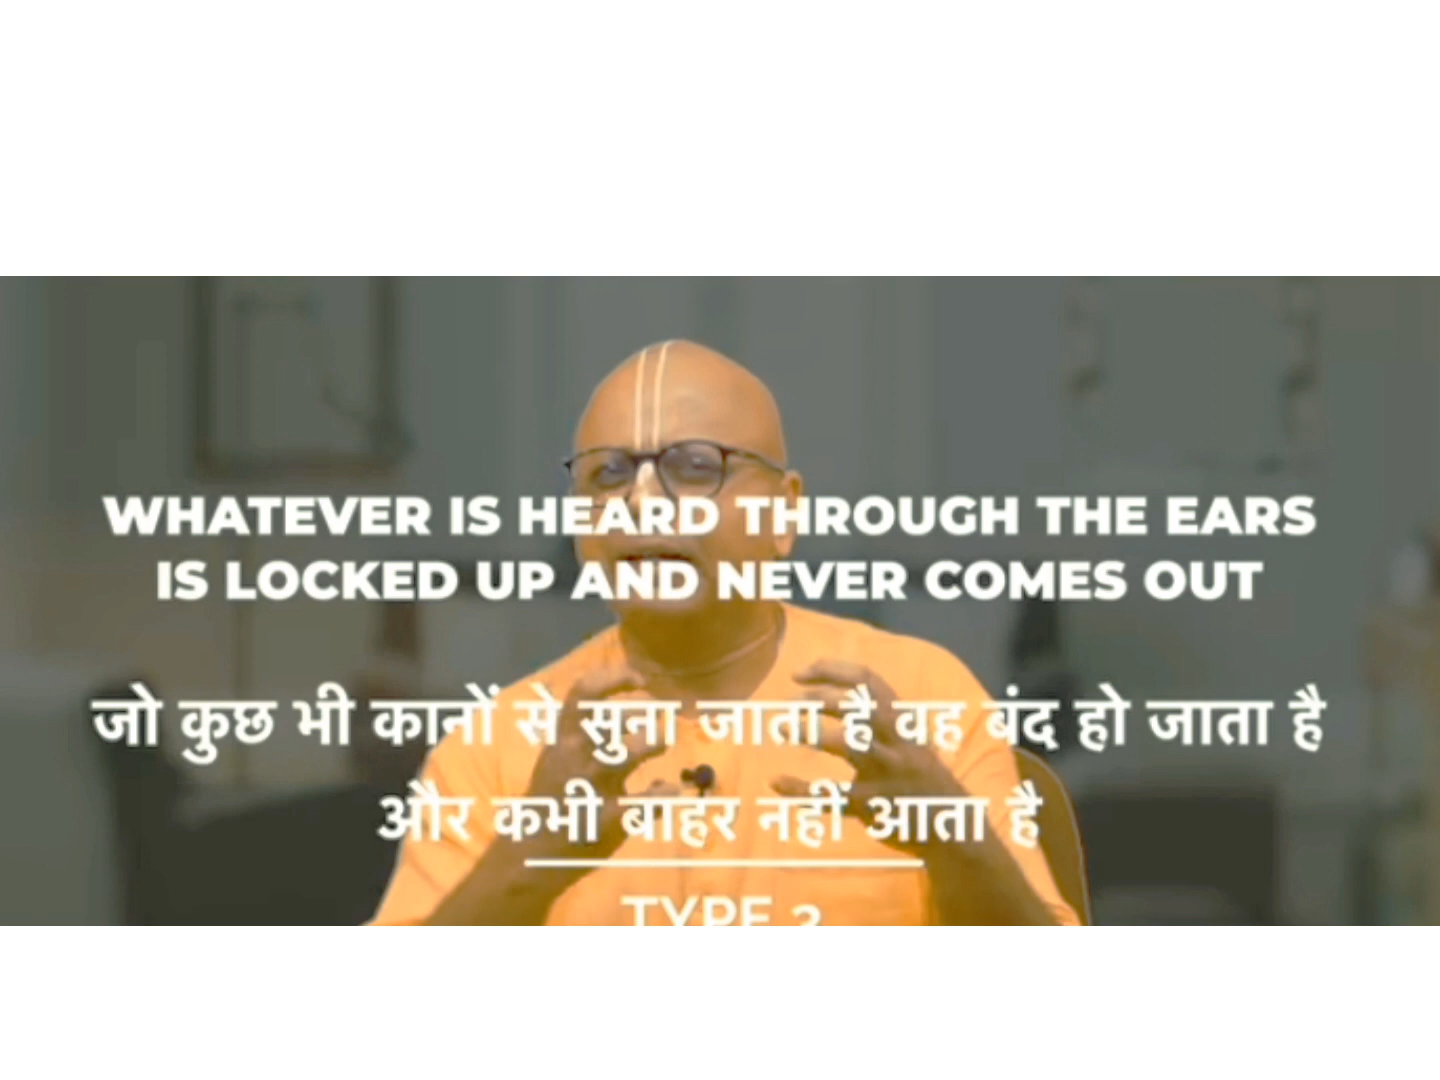 WHATEVER IS HEARD THROUGH THE EARS
IS LOCKED UP AND NEVER COMES OUT
जो कुछ भी कानों से सुना जाता है वह बंद हो जाता है
और कभी बाहर नहीं आता है
TYPE